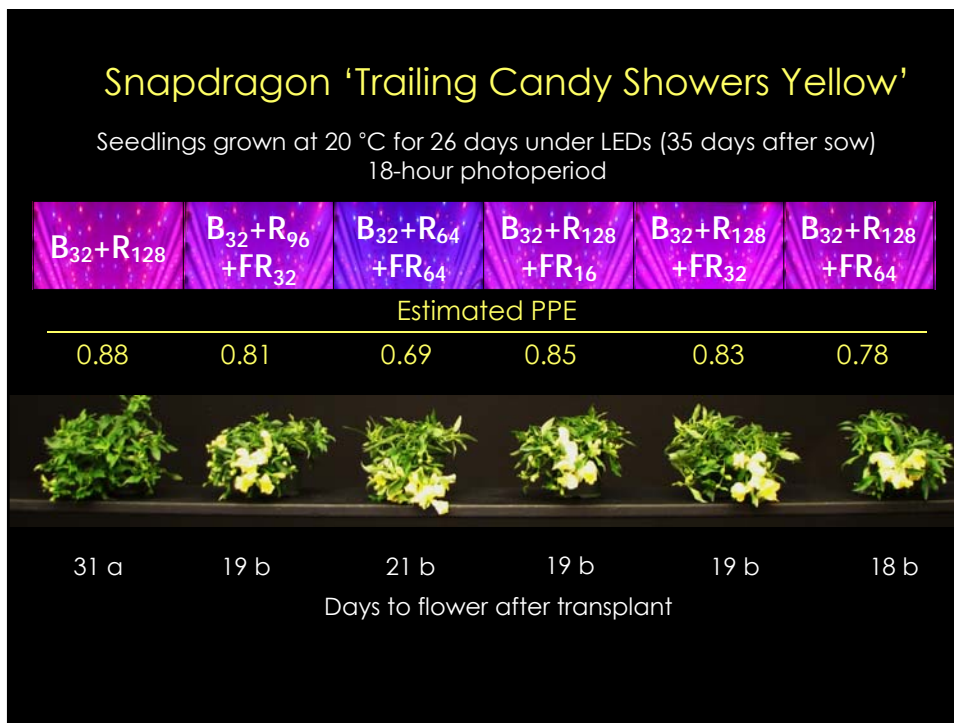 Snapdragon ‘Trailing Candy Showers Yellow’
Seedlings grown at 20 °C for 26 days under LEDs (35 days after sow)
18-hour photoperiod
B₃₂+R₁₂₈
B₃₂+R₉₆
+FR₃₂
B₃₂+R₆₄
+FR₆₄
B₃₂+R₁₂₈
+FR₁₆
B₃₂+R₁₂₈
+FR₃₂
B₃₂+R₁₂₈
+FR₆₄
Estimated PPE
0.88 0.81 0.69 0.85 0.83 0.78
31 a 19 b 21 b 19 b 19 b 18 b
Days to flower after transplant